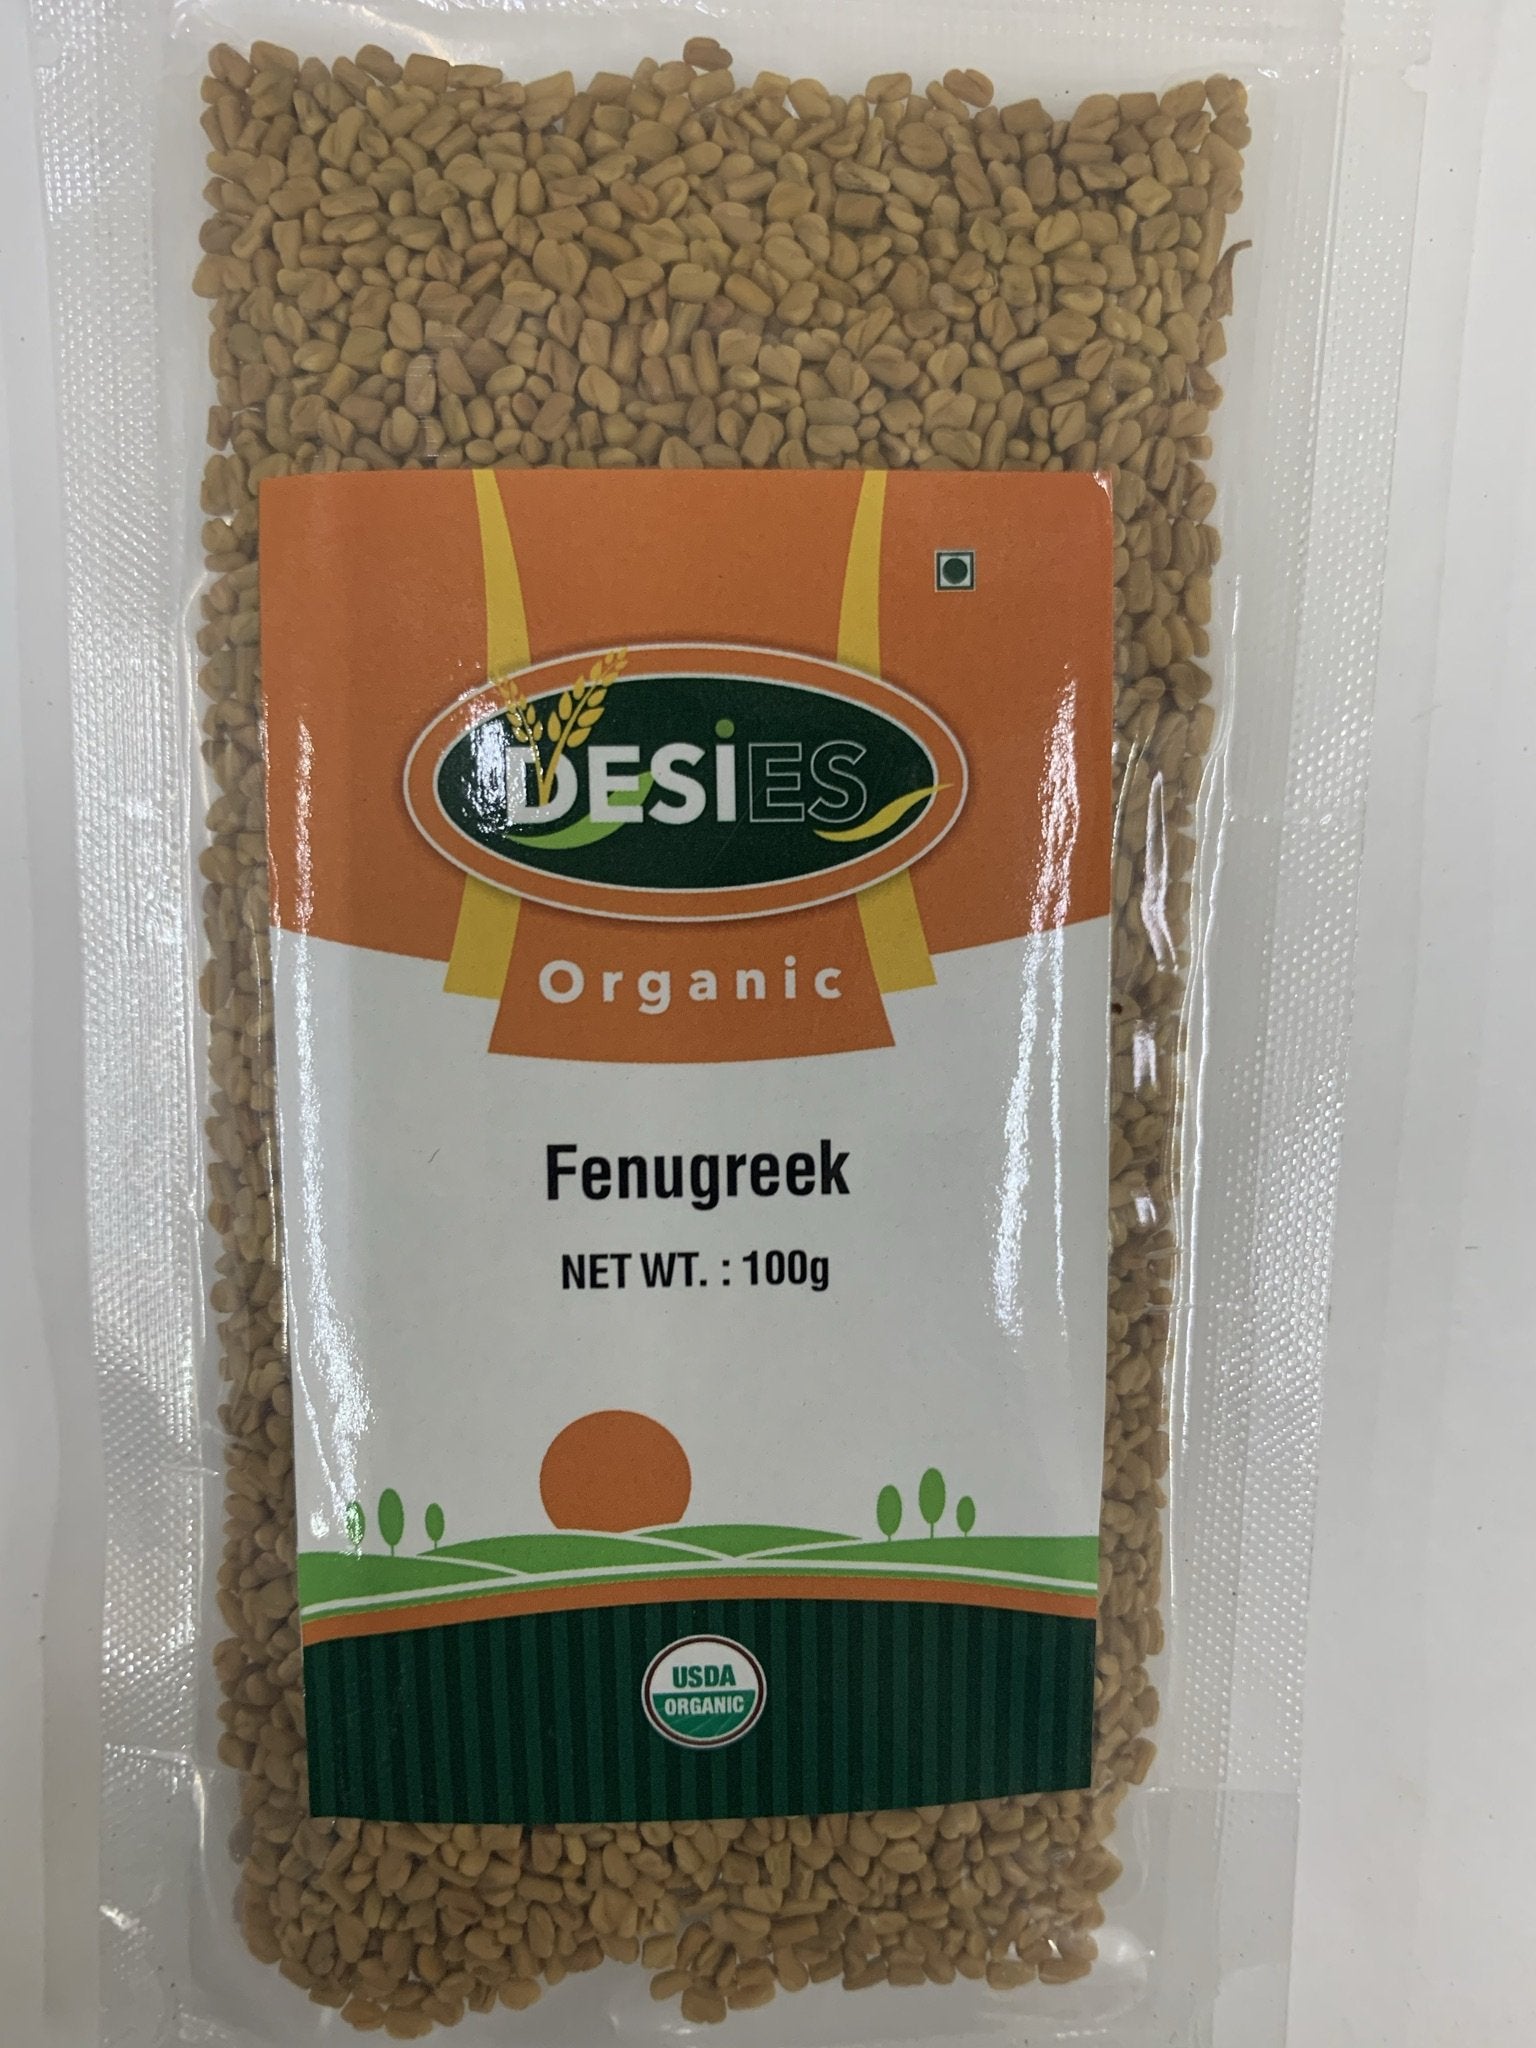 DESiES
Organic
Fenugreek
NET WT. : 100g
USDA
ORGANIC